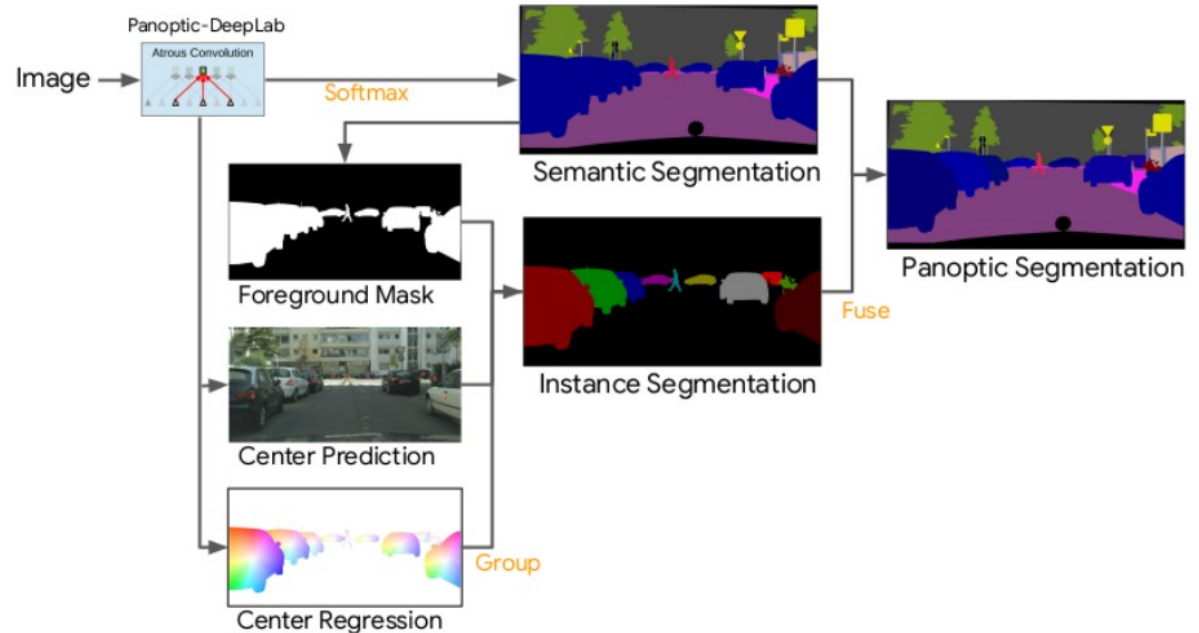 Panoptic-DeepLab
Atrous Convolution
Image
Softmax
Semantic Segmentation
Foreground Mask
Panoptic Segmentation
Fuse
Instance Segmentation
Center Prediction
Group
Center Regression